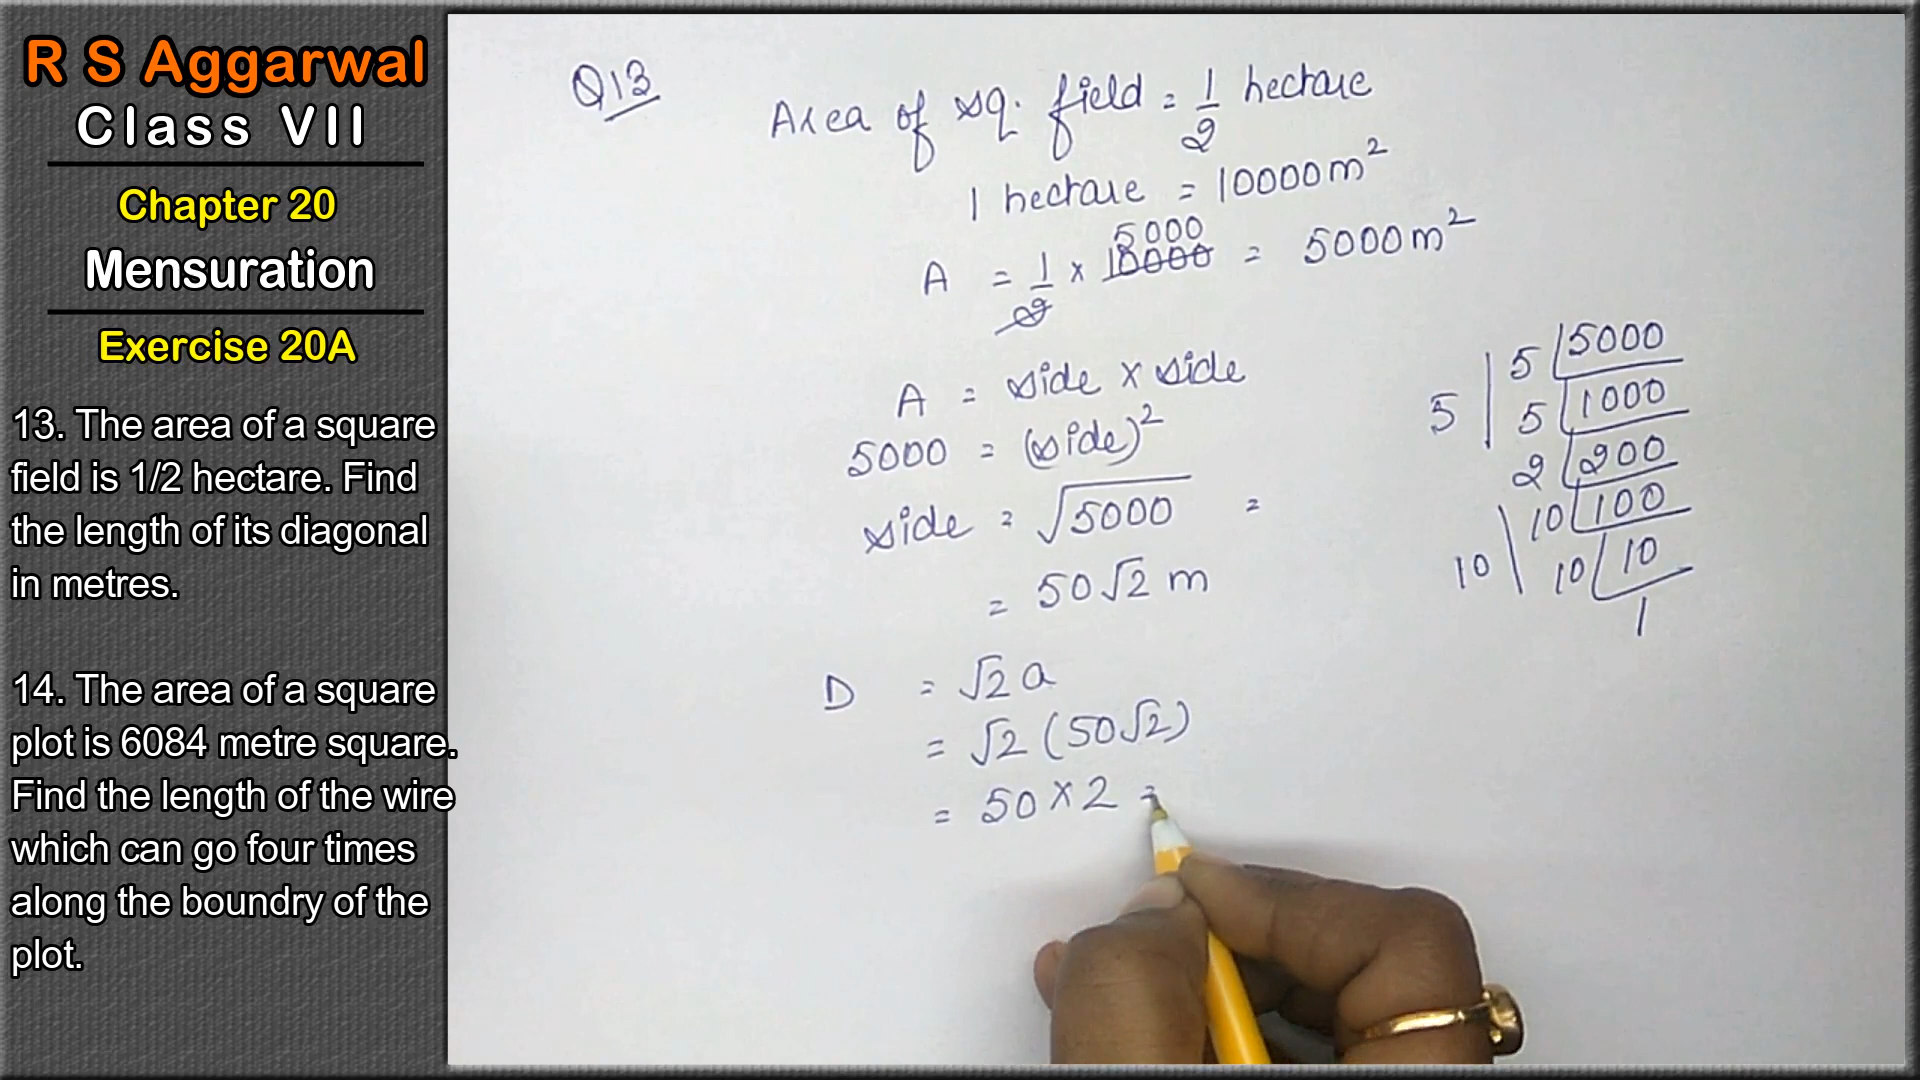 R S Aggarwal
Class VII
Chapter 20
Mensuration
Exercise 20A
13. The area of a square
field is 1/2 hectare. Find
the length of its diagonal
in metres.
14. The area of a square
plot is 6084 metre square.
Find the length of the wire
which can go four times
along the boundry of the
plot.
Q13
Area of sq. field = 1/2 hectare
1 hectare = 10000 m²
A = 1/2 × 10000 = 5000 m²
5000
A = side × side
5000 = (side)²
side = √5000 =
= 50√2 m
D = √2 a
= √2 (50√2)
= 50 × 2 =
5 5 5000
5 1000
2 200
10 10 100
10 10
1